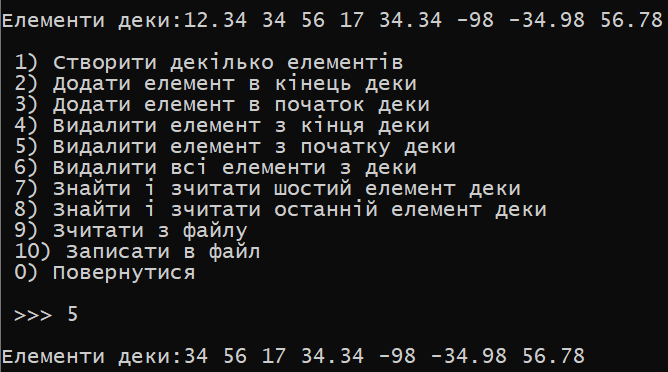 Елементи деки:12.34 34 56 17 34.34 -98 -34.98 56.78
1) Створити декілько елементів
2) Додати елемент в кінець деки
3) Додати елемент в початок деки
4) Видалити елемент з кінця деки
5) Видалити елемент з початку деки
6) Видалити всі елементи з деки
7) Знайти і зчитати шостий елемент деки
8) Знайти і зчитати останній елемент деки
9) Зчитати з файлу
10) Записати в файл
0) Повернутися
>>> 5
Елементи деки:34 56 17 34.34 -98 -34.98 56.78